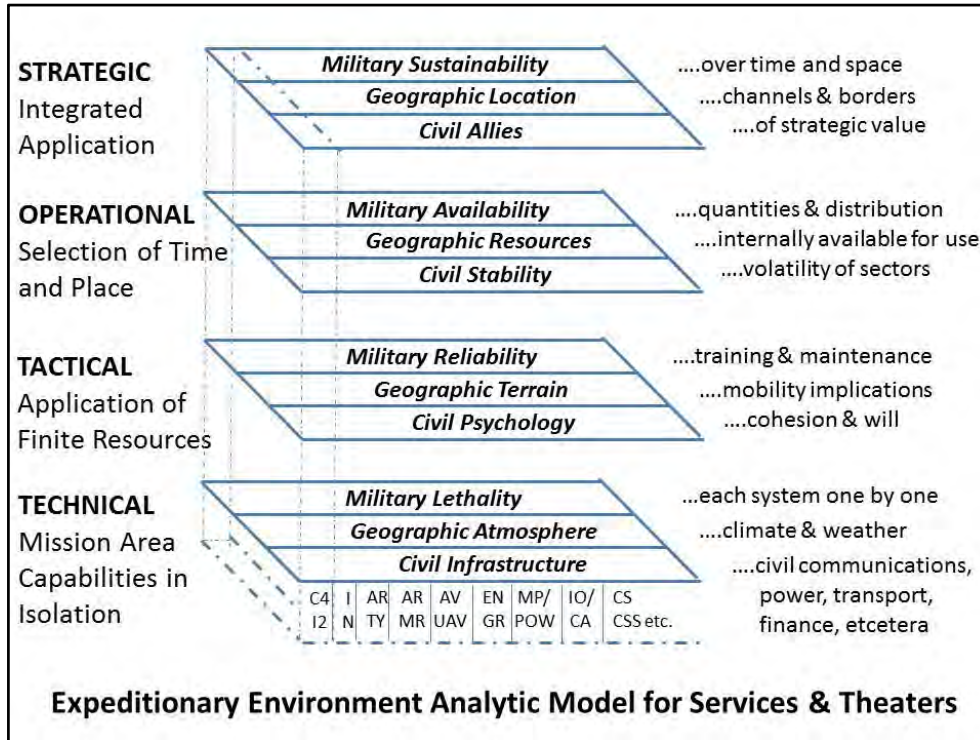 STRATEGIC
Integrated
Application
Military Sustainability
Geographic Location
Civil Allies
....over time and space
....channels & borders
....of strategic value
OPERATIONAL
Selection of Time
and Place
Military Availability
Geographic Resources
Civil Stability
....quantities & distribution
....internally available for use
....volatility of sectors
TACTICAL
Application of
Finite Resources
Military Reliability
Geographic Terrain
Civil Psychology
....training & maintenance
....mobility implications
....cohesion & will
TECHNICAL
Mission Area
Capabilities in
Isolation
Military Lethality
Geographic Atmosphere
Civil Infrastructure
...each system one by one
....climate & weather
....civil communications,
power, transport,
finance, etcetera
C4 I AR AR AV EN MP/ IO/ CS
I2 N TY MR UAV GR POW CA CSS etc.
Expeditionary Environment Analytic Model for Services & Theaters